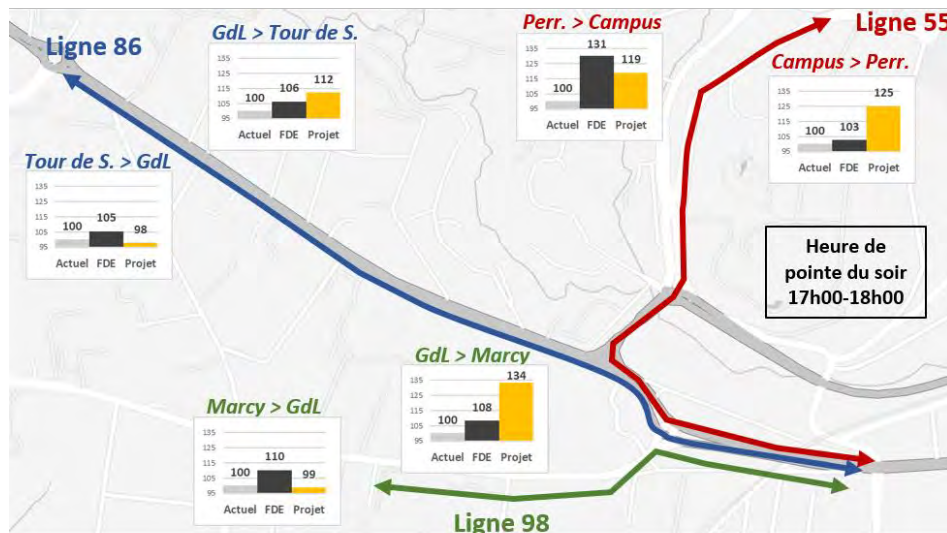 Ligne 86
GdL > Tour de S.
135
125
115
105
95
100
106
112
Actuel FDE Projet
Perr. > Campus
135
125
115
105
95
100
131
119
Actuel FDE Projet
Ligne 55
Campus > Perr.
135
125
115
105
95
100
103
125
Actuel FDE Projet
Tour de S. > GdL
135
125
115
105
95
100
105
98
Actuel FDE Projet
Heure de
pointe du soir
17h00-18h00
GdL > Marcy
135
125
115
105
95
100
108
134
Actuel FDE Projet
Marcy > GdL
135
125
115
105
95
100
110
99
Actuel FDE Projet
Ligne 98